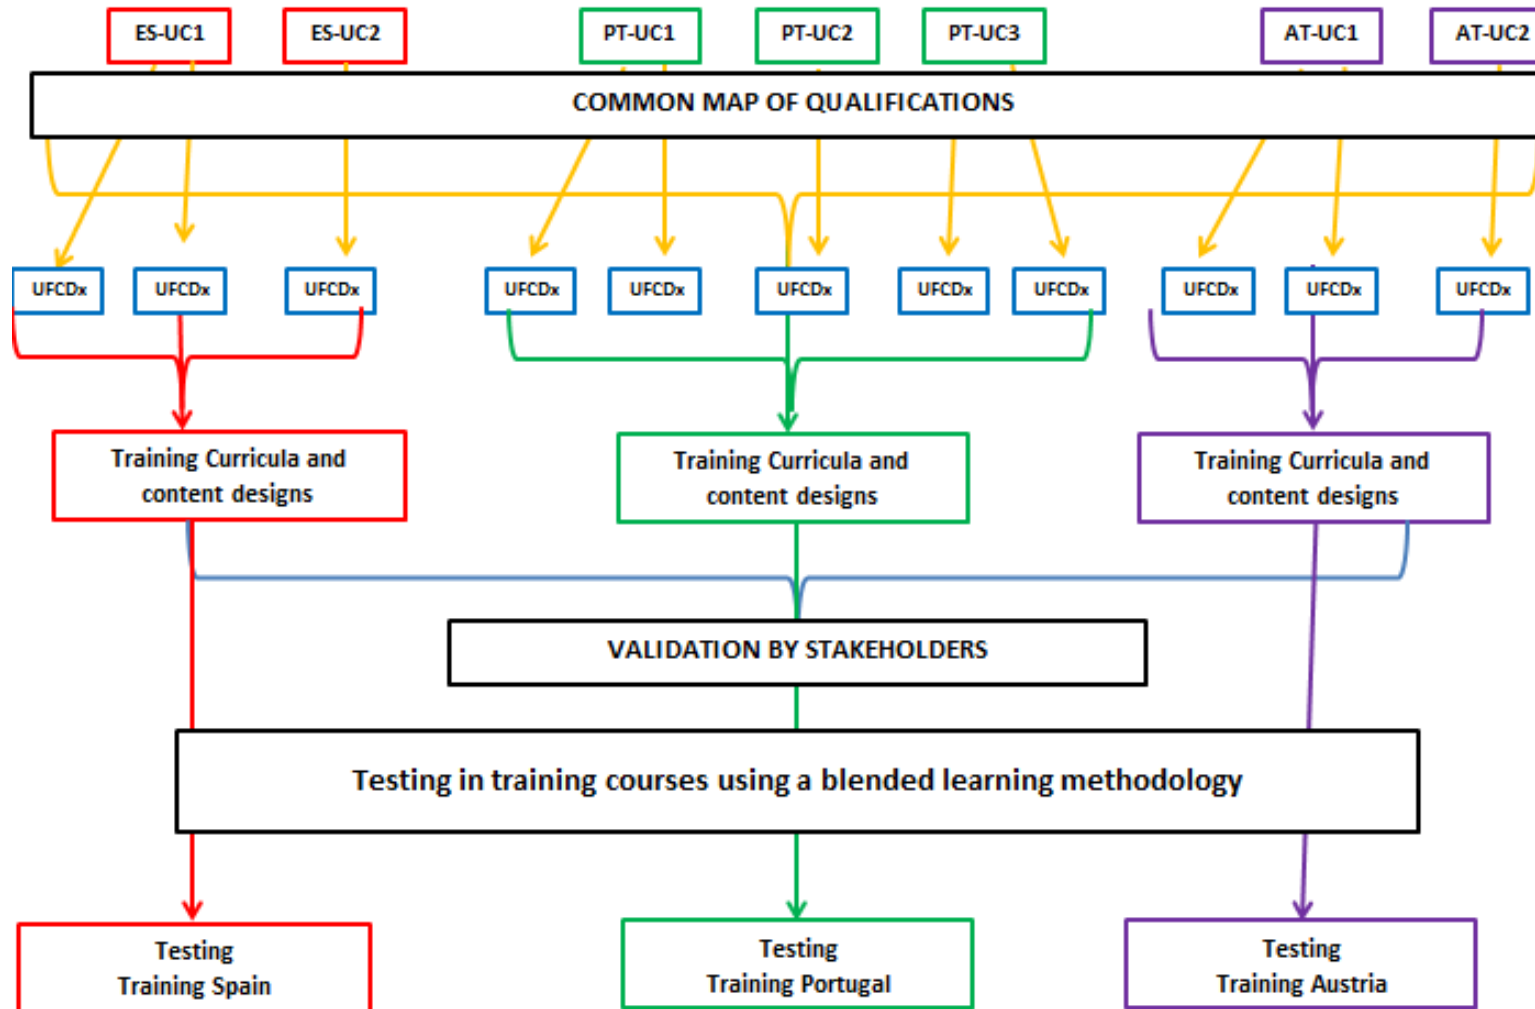 ES-UC1
ES-UC2
PT-UC1
PT-UC2
PT-UC3
AT-UC1
AT-UC2
COMMON MAP OF QUALIFICATIONS
UFCDx
UFCDx
UFCDx
UFCDx
UFCDx
UFCDx
UFCDx
UFCDx
UFCDx
UFCDx
UFCDx
Training Curricula and
content designs
Training Curricula and
content designs
Training Curricula and
content designs
VALIDATION BY STAKEHOLDERS
Testing in training courses using a blended learning methodology
Testing
Training Spain
Testing
Training Portugal
Testing
Training Austria